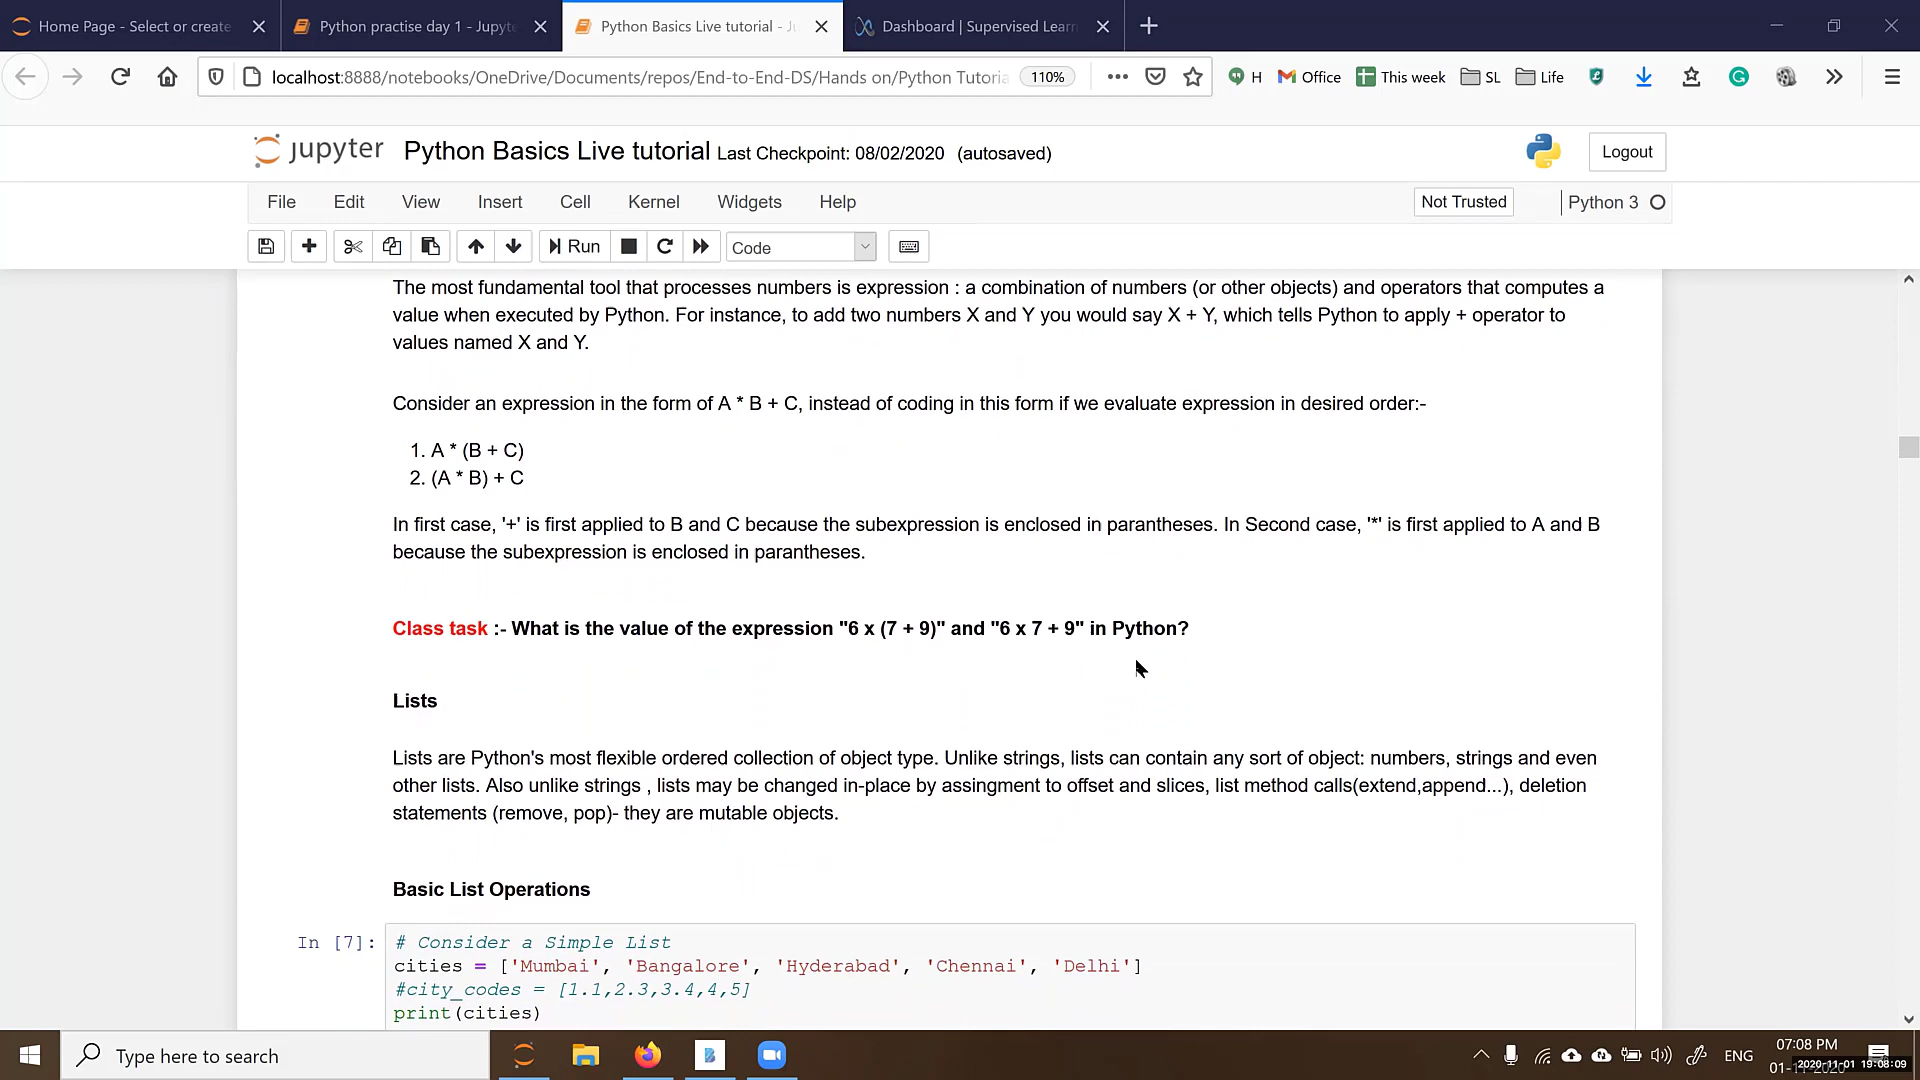 Home Page - Select or create
Python practise day 1 - Jupyte
Python Basics Live tutorial - Ju
Dashboard | Supervised Learn
localhost:8888/notebooks/OneDrive/Documents/repos/End-to-End-DS/Hands on/Python Tutoria
110%
H
Office
This week
SL
Life
jupyter
Python Basics Live tutorial Last Checkpoint: 08/02/2020 (autosaved)
Logout
File Edit View Insert Cell Kernel Widgets Help
Not Trusted
Python 3
Run
Code
The most fundamental tool that processes numbers is expression : a combination of numbers (or other objects) and operators that computes a
value when executed by Python. For instance, to add two numbers X and Y you would say X + Y, which tells Python to apply + operator to
values named X and Y.
Consider an expression in the form of A * B + C, instead of coding in this form if we evaluate expression in desired order:-
1. A * (B + C)
2. (A * B) + C
In first case, '+' is first applied to B and C because the subexpression is enclosed in parantheses. In Second case, '*' is first applied to A and B
because the subexpression is enclosed in parantheses.
Class task :- What is the value of the expression "6 x (7 + 9)" and "6 x 7 + 9" in Python?
Lists
Lists are Python's most flexible ordered collection of object type. Unlike strings, lists can contain any sort of object: numbers, strings and even
other lists. Also unlike strings , lists may be changed in-place by assingment to offset and slices, list method calls(extend,append...), deletion
statements (remove, pop)- they are mutable objects.
Basic List Operations
In [7]:
# Consider a Simple List
cities = ['Mumbai', 'Bangalore', 'Hyderabad', 'Chennai', 'Delhi']
#city_codes = [1.1,2.3,3.4,4,5]
print(cities)
Type here to search
ENG
07:08 PM
2020-11-01 19:08:09